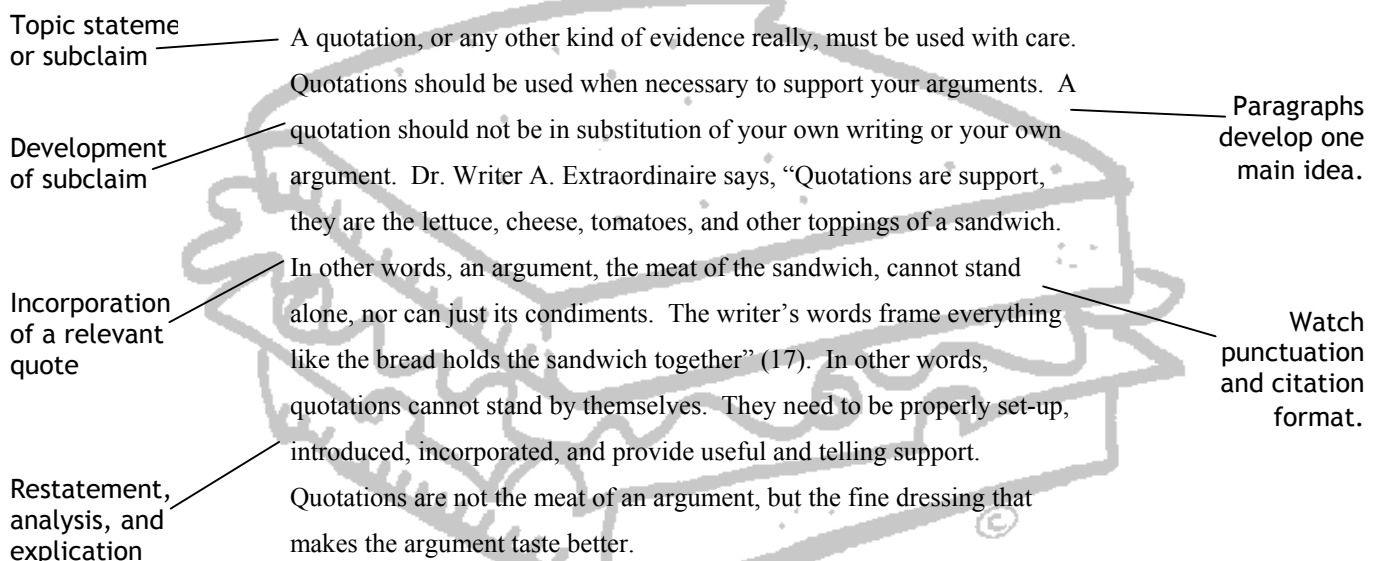 Topic stateme
or subclaim
Development
of subclaim
Incorporation
of a relevant
quote
Restatement,
analysis, and
explication
A quotation, or any other kind of evidence really, must be used with care.
Quotations should be used when necessary to support your arguments. A
quotation should not be in substitution of your own writing or your own
argument. Dr. Writer A. Extraordinaire says, “Quotations are support,
they are the lettuce, cheese, tomatoes, and other toppings of a sandwich.
In other words, an argument, the meat of the sandwich, cannot stand
alone, nor can just its condiments. The writer’s words frame everything
like the bread holds the sandwich together” (17). In other words,
quotations cannot stand by themselves. They need to be properly set-up,
introduced, incorporated, and provide useful and telling support.
Quotations are not the meat of an argument, but the fine dressing that
makes the argument taste better.
Paragraphs
develop one
main idea.
Watch
punctuation
and citation
format.
©